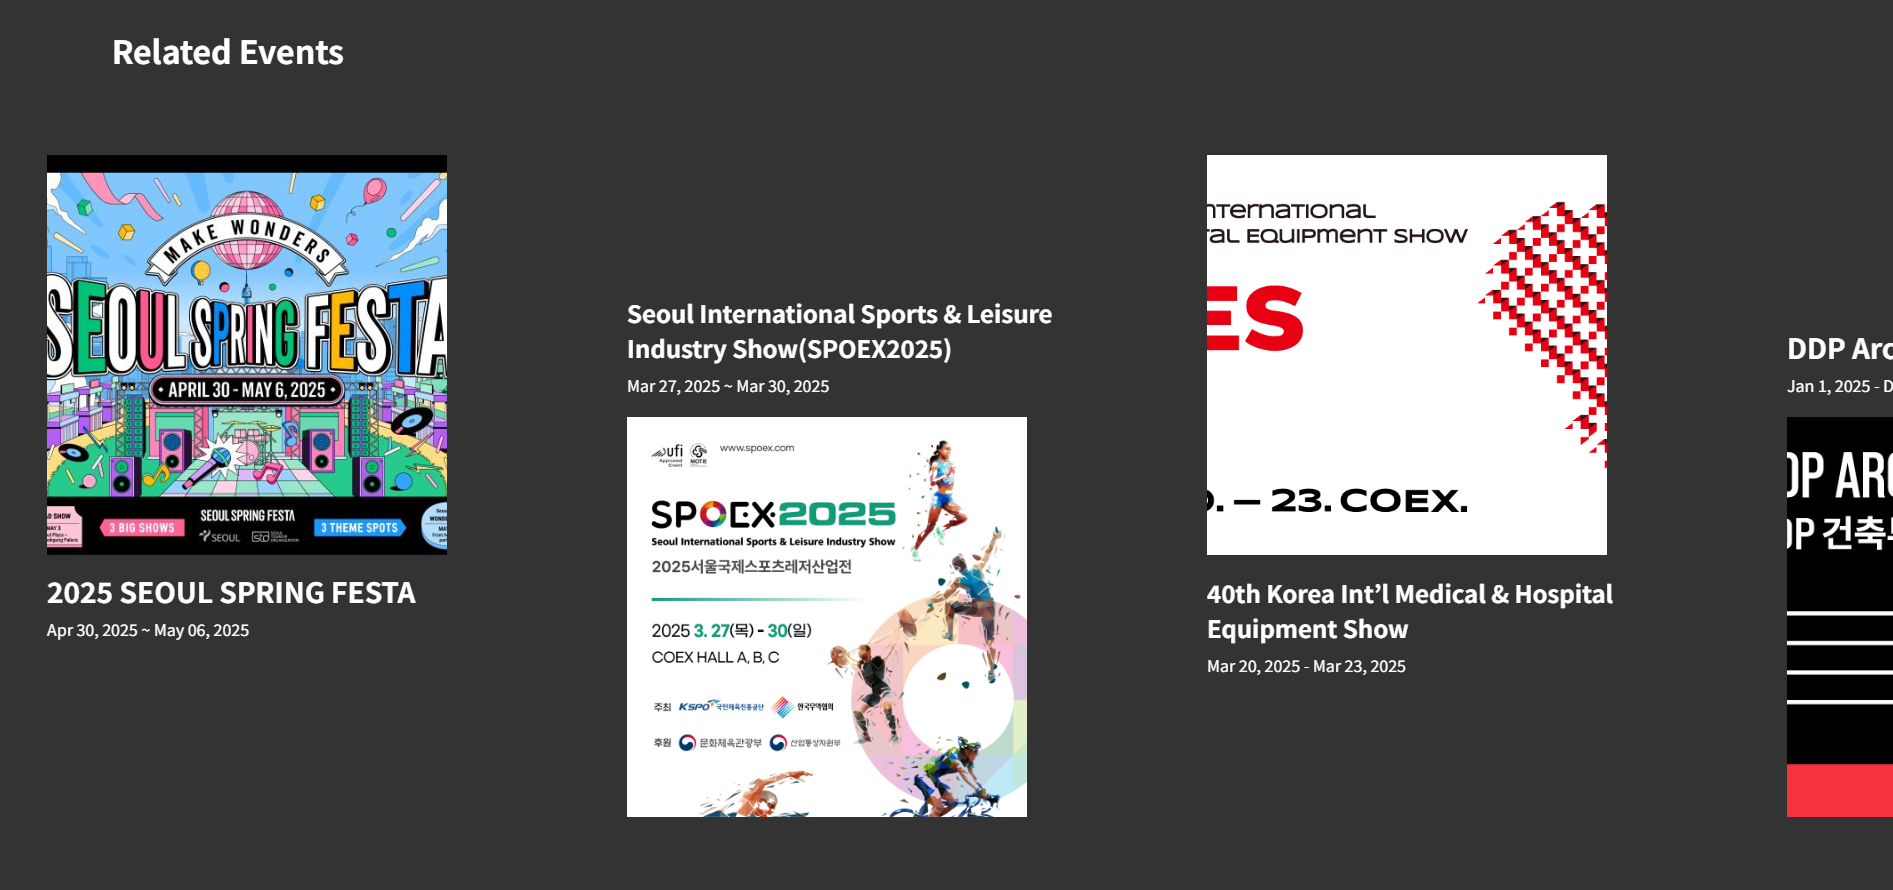 Related Events
MAKE WONDERS
SEOUL SPRING FESTA
APRIL 30 - MAY 6, 2025
SHOW
MAY 3
3 BIG SHOWS
SEOUL SPRING FESTA
SEOUL
3 THEME SPOTS
2025 SEOUL SPRING FESTA
Apr 30, 2025 ~ May 06, 2025
Seoul International Sports & Leisure
Industry Show(SPOEX2025)
Mar 27, 2025 ~ Mar 30, 2025
ufi
Approved
Event
MOTIE
www.spoex.com
SPOEX2025
Seoul International Sports & Leisure Industry Show
2025서울국제스포츠레저산업전
2025 3. 27(목) - 30(일)
COEX HALL A, B, C
주최 KSPO 국민체육진흥공단 한국무역협회
후원 문화체육관광부 산업통상자원부
nternational
al Equipment Show
ES
. – 23. COEX.
40th Korea Int’l Medical & Hospital
Equipment Show
Mar 20, 2025 - Mar 23, 2025
DDP Arc
Jan 1, 2025 - D
DP ARC
DP 건축